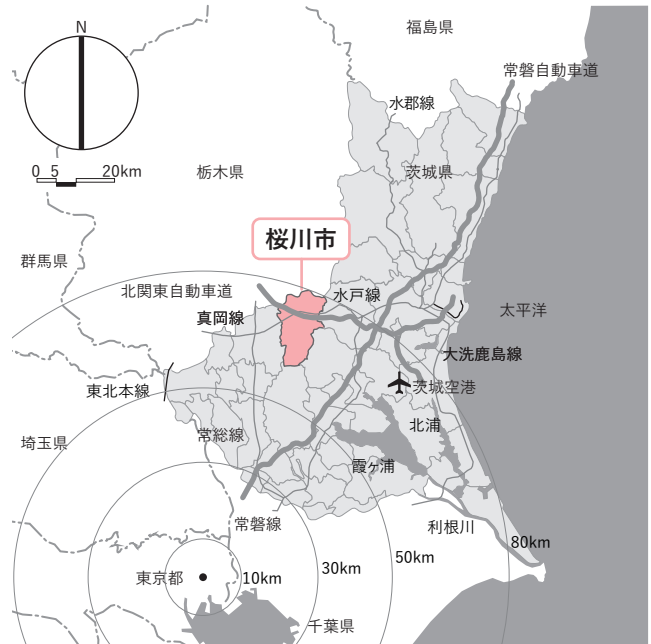 N
福島県
常磐自動車道
水郡線
0 5 20km
栃木県
茨城県
桜川市
群馬県
北関東自動車道
水戸線
真岡線
太平洋
大洗鹿島線
東北本線
茨城空港
常総線
北浦
埼玉県
霞ヶ浦
常磐線
利根川
80km
50km
30km
東京都
10km
千葉県